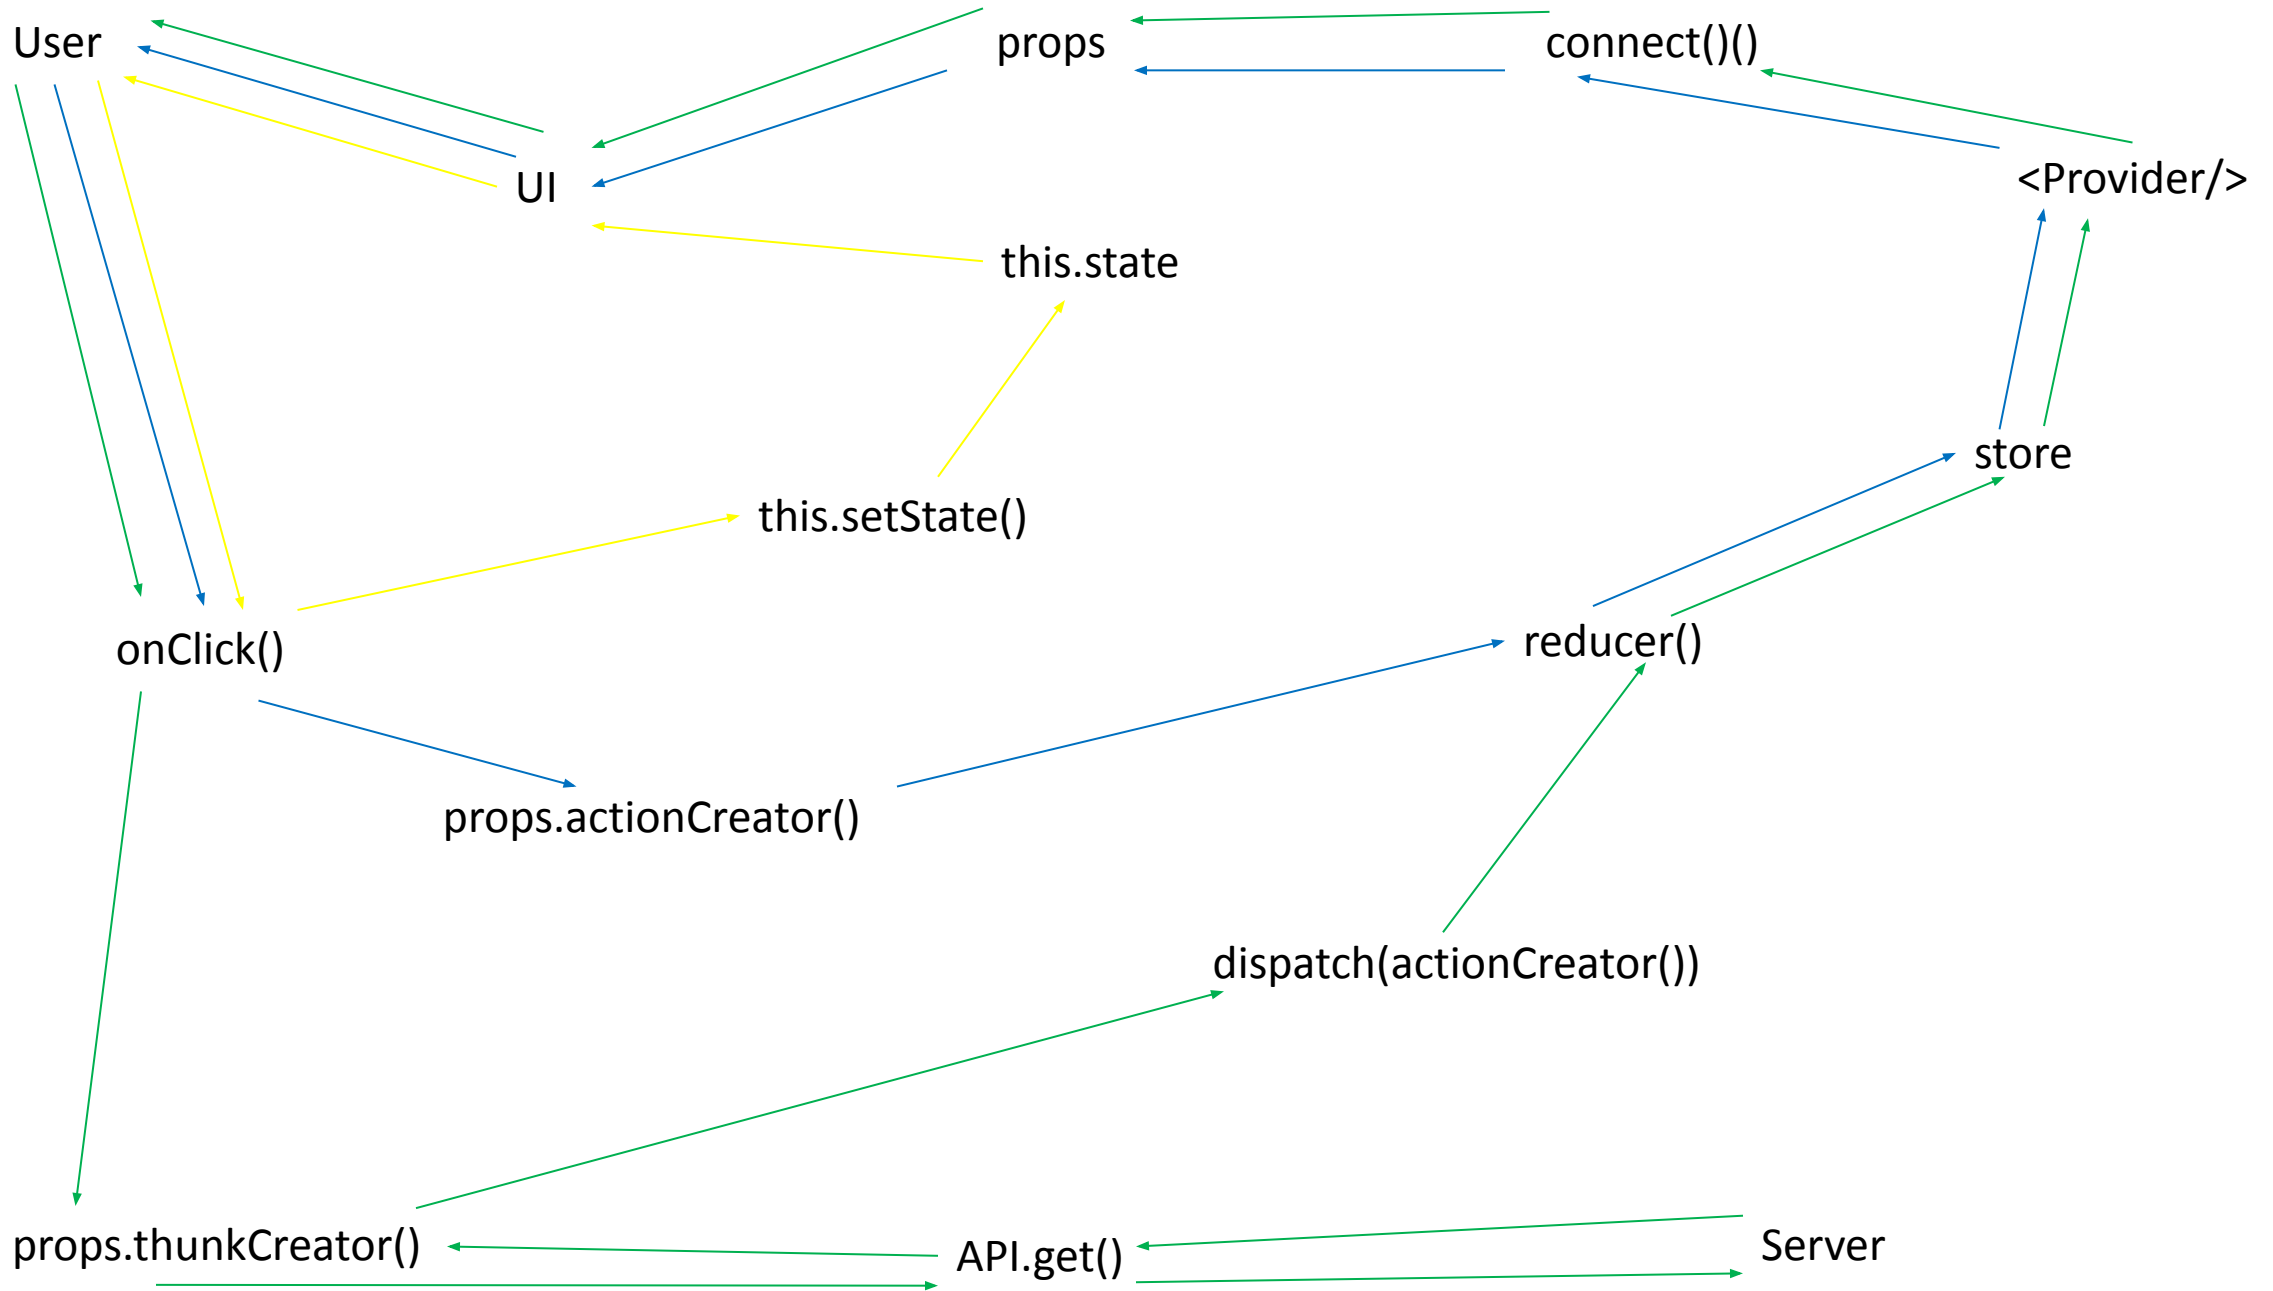 User
props
connect()()
UI
<Provider/>
this.state
store
this.setState()
reducer()
onClick()
props.actionCreator()
dispatch(actionCreator())
props.thunkCreator()
API.get()
Server